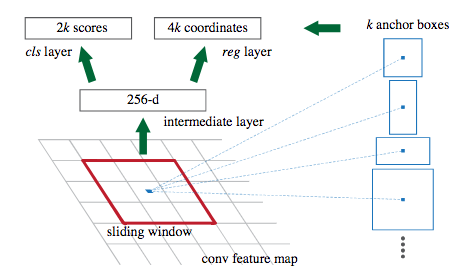 2k scores
4k coordinates
k anchor boxes
cls layer
reg layer
256-d
intermediate layer
sliding window
conv feature map